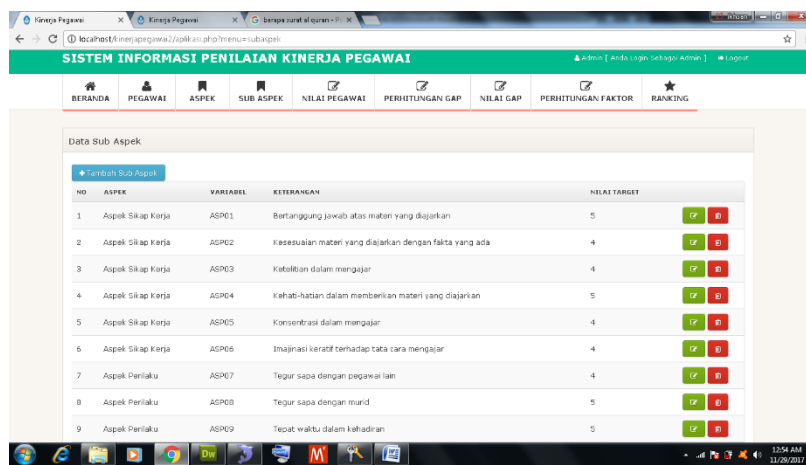 Kinerja Pegawai
Kinerja Pegawai
berapa surat al quran - P
localhost/kinerjapegawai2/aplikasi.php?menu=subaspek
SISTEM INFORMASI PENILAIAN KINERJA PEGAWAI
Admin [ Anda Login Sebagai Admin ] Logout
BERANDA PEGAWAI ASPEK SUB ASPEK NILAI PEGAWAI PERHITUNGAN GAP NILAI GAP PERHITUNGAN FAKTOR RANKING
Data Sub Aspek
+Tambah Sub Aspek
NO ASPEK VARIABEL KETERANGAN NILAI TARGET
1 Aspek Sikap Kerja ASP01 Bertanggung jawab atas materi yang diajarkan 5
2 Aspek Sikap Kerja ASP02 Kesesuaian materi yang diajarkan dengan fakta yang ada 4
3 Aspek Sikap Kerja ASP03 Ketelitian dalam mengajar 4
4 Aspek Sikap Kerja ASP04 Kehati-hatian dalam memberikan materi yang diajarkan 5
5 Aspek Sikap Kerja ASP05 Konsentrasi dalam mengajar 4
6 Aspek Sikap Kerja ASP06 Imajinasi keratif terhadap tata cara mengajar 4
7 Aspek Perilaku ASP07 Tegur sapa dengan pegawai lain 4
8 Aspek Perilaku ASP08 Tegur sapa dengan murid 5
9 Aspek Perilaku ASP09 Tepat waktu dalam kehadiran 5
Dw
12:54 AM
11/29/2017